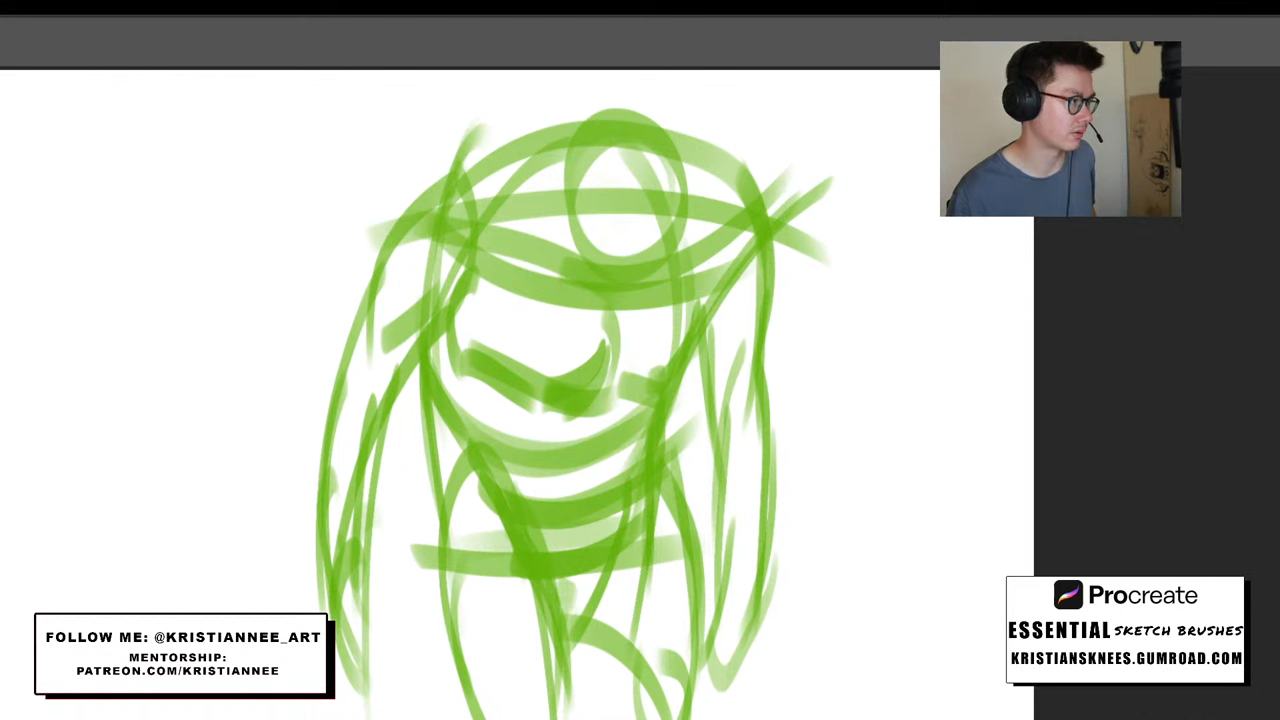 FOLLOW ME: @KRISTIANNEE_ART
MENTORSHIP:
PATREON.COM/KRISTIANNEE
Procreate
ESSENTIAL SKETCH BRUSHES
KRISTIANSKNEES.GUMROAD.COM